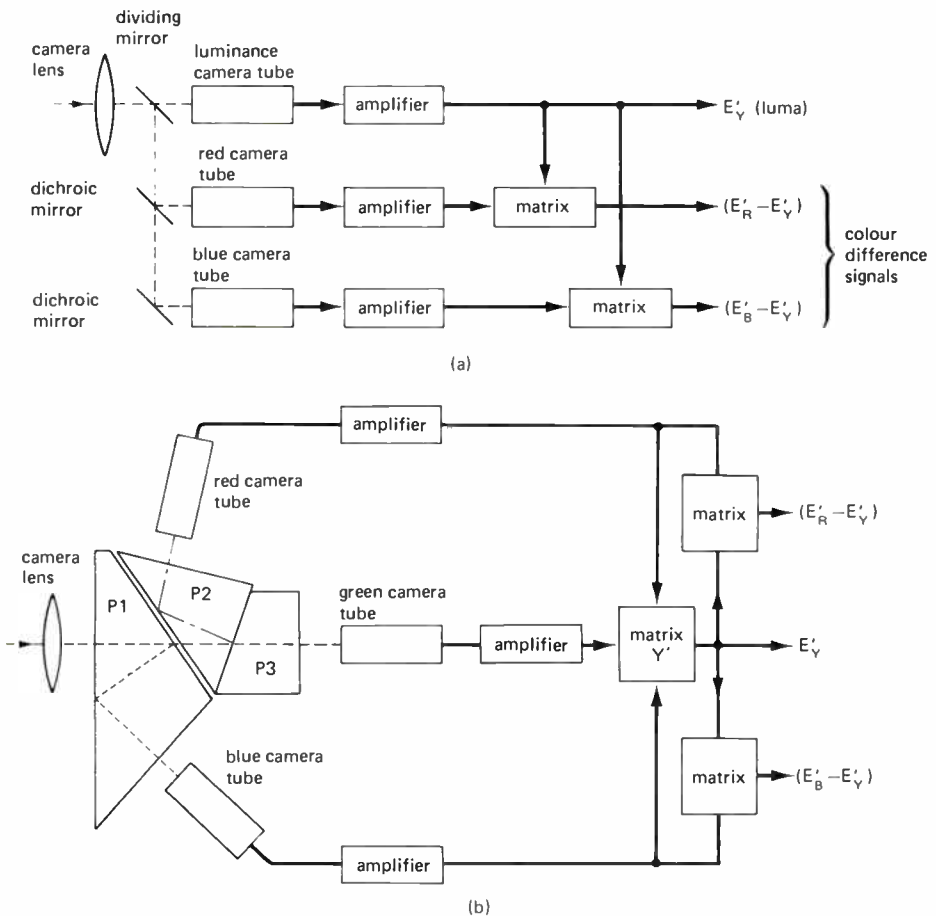 dividing
mirror
camera
lens
luminance
camera tube
amplifier
E′Y (luma)
red camera
tube
dichroic
mirror
amplifier
matrix
(E′R−E′Y)
blue camera
tube
dichroic
mirror
amplifier
matrix
(E′B−E′Y)
colour
difference
signals
(a)
amplifier
red camera
tube
matrix
(E′R−E′Y)
camera
lens
P1
P2
P3
green camera
tube
amplifier
matrix
Y'
E′Y
blue camera
tube
matrix
(E′B−E′Y)
amplifier
(b)